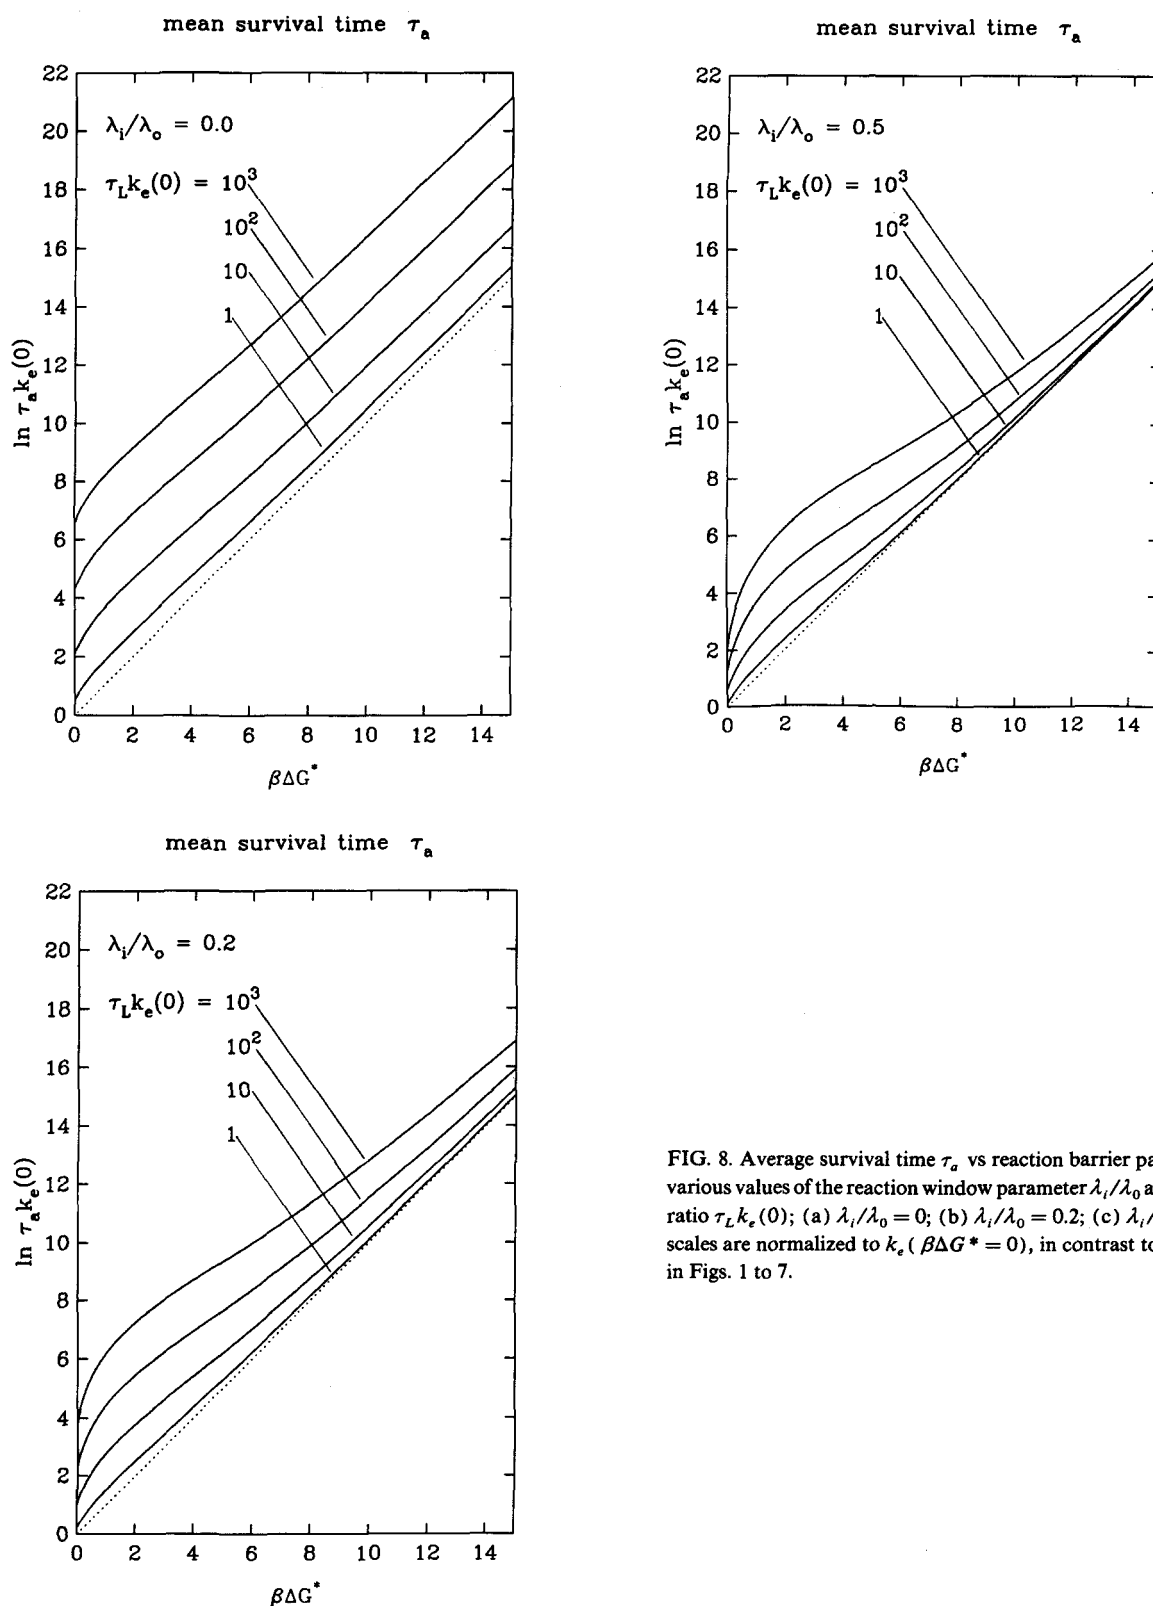 mean survival time τₐ
22
20
18
16
14
12
10
8
6
4
2
0
ln τₐkₑ(0)
λᵢ/λₒ = 0.0
τ_L kₑ(0) = 10³
10²
10
1
0 2 4 6 8 10 12 14
βΔG*
mean survival time τₐ
22
20
18
16
14
12
10
8
6
4
2
0
ln τₐkₑ(0)
λᵢ/λₒ = 0.5
τ_L kₑ(0) = 10³
10²
10
1
0 2 4 6 8 10 12 14
βΔG*
mean survival time τₐ
22
20
18
16
14
12
10
8
6
4
2
0
ln τₐkₑ(0)
λᵢ/λₒ = 0.2
τ_L kₑ(0) = 10³
10²
10
1
0 2 4 6 8 10 12 14
βΔG*
FIG. 8. Average survival time τₐ vs reaction barrier pa
various values of the reaction window parameter λᵢ/λ₀ a
ratio τ_L kₑ(0); (a) λᵢ/λ₀ = 0; (b) λᵢ/λ₀ = 0.2; (c) λᵢ/
scales are normalized to kₑ(βΔG* = 0), in contrast to
in Figs. 1 to 7.